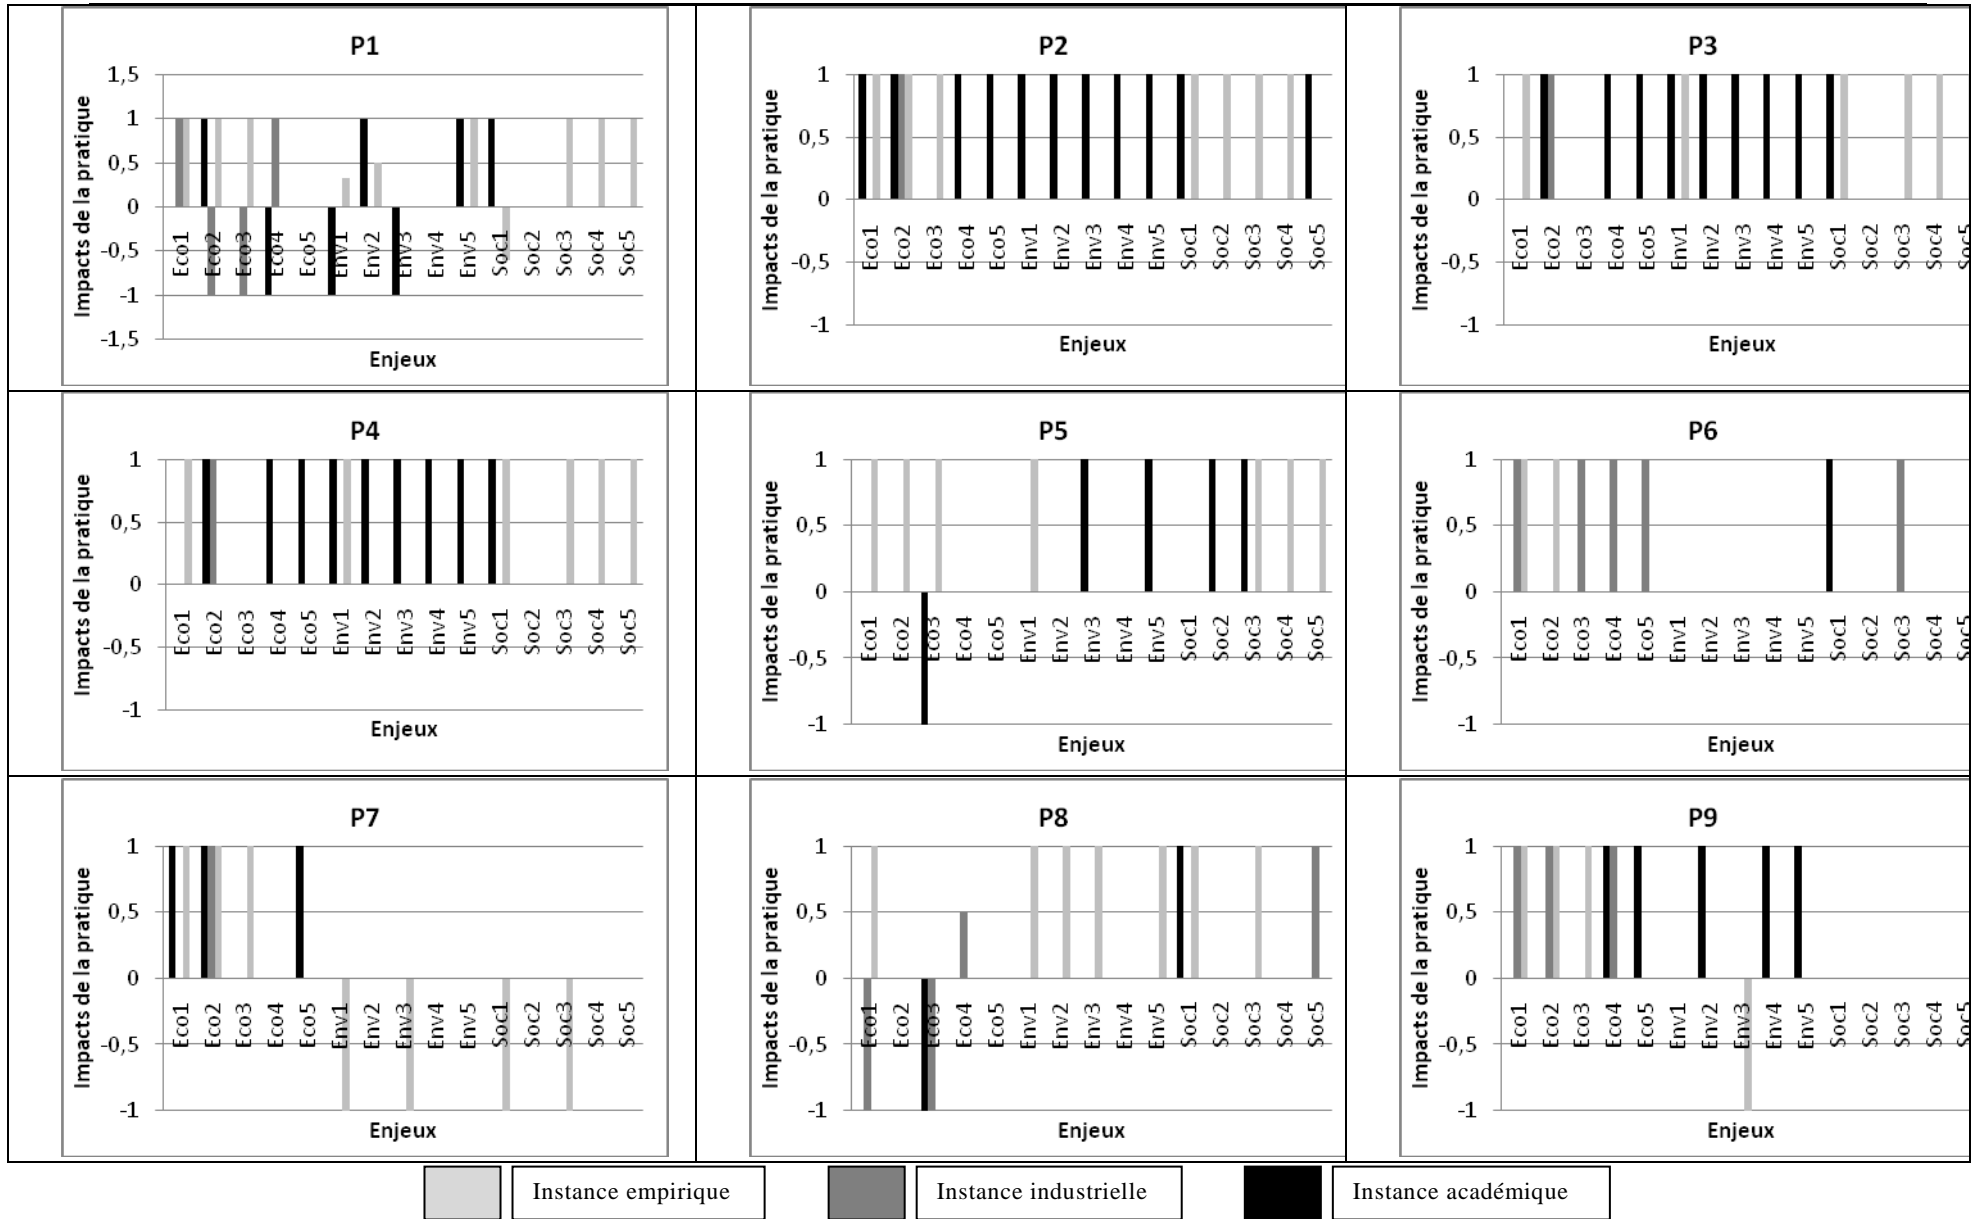 P1
Impacts de la pratique
1,5
1
0,5
0
-0,5
-1
-1,5
Eco1 Eco2 Eco3 Eco4 Eco5 Env1 Env2 Env3 Env4 Env5 Soc1 Soc2 Soc3 Soc4 Soc5
Enjeux
P2
Impacts de la pratique
1
0,5
0
-0,5
-1
Eco1 Eco2 Eco3 Eco4 Eco5 Env1 Env2 Env3 Env4 Env5 Soc1 Soc2 Soc3 Soc4 Soc5
Enjeux
P3
Impacts de la pratique
1
0,5
0
-0,5
-1
Eco1 Eco2 Eco3 Eco4 Eco5 Env1 Env2 Env3 Env4 Env5 Soc1 Soc2 Soc3 Soc4 Soc5
Enjeux
P4
Impacts de la pratique
1
0,5
0
-0,5
-1
Eco1 Eco2 Eco3 Eco4 Eco5 Env1 Env2 Env3 Env4 Env5 Soc1 Soc2 Soc3 Soc4 Soc5
Enjeux
P5
Impacts de la pratique
1
0,5
0
-0,5
-1
Eco1 Eco2 Eco3 Eco4 Eco5 Env1 Env2 Env3 Env4 Env5 Soc1 Soc2 Soc3 Soc4 Soc5
Enjeux
P6
Impacts de la pratique
1
0,5
0
-0,5
-1
Eco1 Eco2 Eco3 Eco4 Eco5 Env1 Env2 Env3 Env4 Env5 Soc1 Soc2 Soc3 Soc4 Soc5
Enjeux
P7
Impacts de la pratique
1
0,5
0
-0,5
-1
Eco1 Eco2 Eco3 Eco4 Eco5 Env1 Env2 Env3 Env4 Env5 Soc1 Soc2 Soc3 Soc4 Soc5
Enjeux
P8
Impacts de la pratique
1
0,5
0
-0,5
-1
Eco1 Eco2 Eco3 Eco4 Eco5 Env1 Env2 Env3 Env4 Env5 Soc1 Soc2 Soc3 Soc4 Soc5
Enjeux
P9
Impacts de la pratique
1
0,5
0
-0,5
-1
Eco1 Eco2 Eco3 Eco4 Eco5 Env1 Env2 Env3 Env4 Env5 Soc1 Soc2 Soc3 Soc4 Soc5
Enjeux
Instance empirique
Instance industrielle
Instance académique